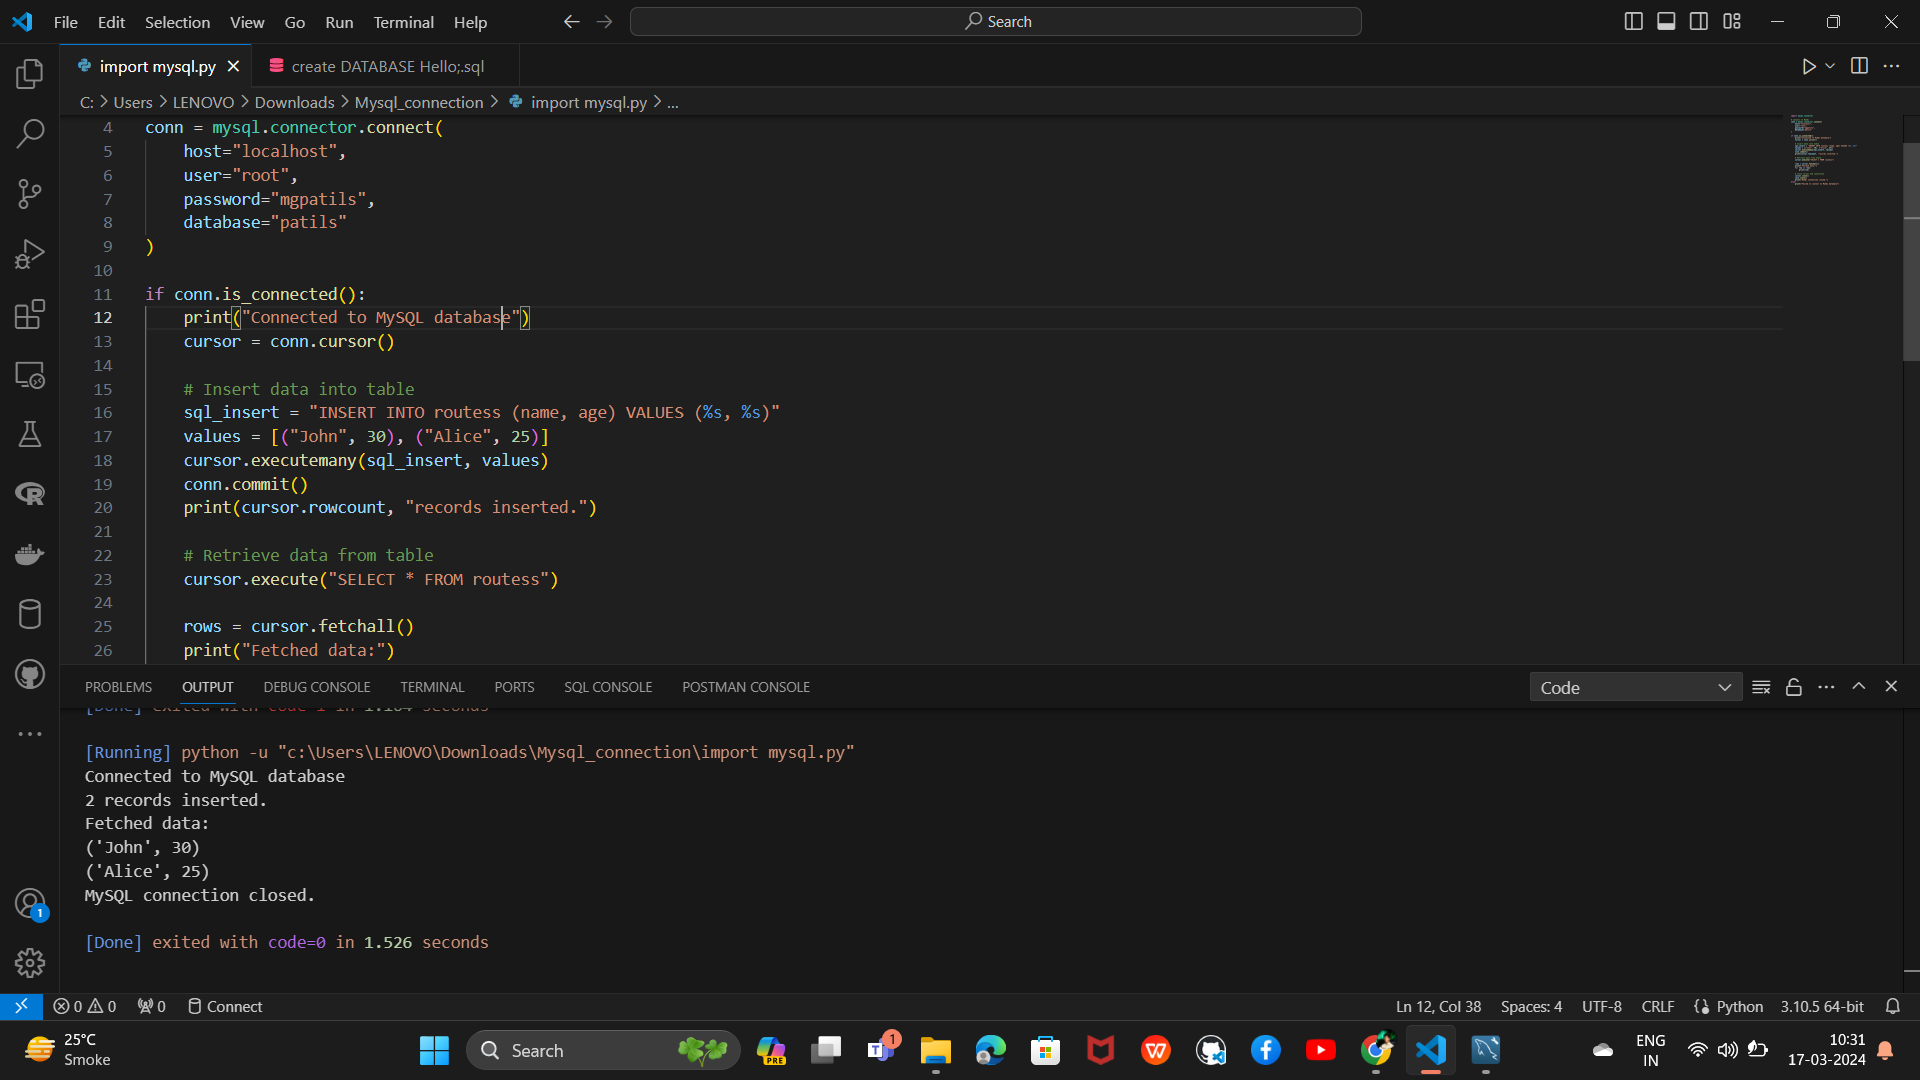 File Edit Selection View Go Run Terminal Help
Search
import mysql.py
create DATABASE Hello;.sql
C: > Users > LENOVO > Downloads > Mysql_connection > import mysql.py > ...
4 conn = mysql.connector.connect(
5 host="localhost",
6 user="root",
7 password="mgpatils",
8 database="patils"
9 )
10
11 if conn.is_connected():
12 print("Connected to MySQL database")
13 cursor = conn.cursor()
14
15 # Insert data into table
16 sql_insert = "INSERT INTO routess (name, age) VALUES (%s, %s)"
17 values = [("John", 30), ("Alice", 25)]
18 cursor.executemany(sql_insert, values)
19 conn.commit()
20 print(cursor.rowcount, "records inserted.")
21
22 # Retrieve data from table
23 cursor.execute("SELECT * FROM routess")
24
25 rows = cursor.fetchall()
26 print("Fetched data:")
PROBLEMS OUTPUT DEBUG CONSOLE TERMINAL PORTS SQL CONSOLE POSTMAN CONSOLE
Code
[Running] python -u "c:\Users\LENOVO\Downloads\Mysql_connection\import mysql.py"
Connected to MySQL database
2 records inserted.
Fetched data:
('John', 30)
('Alice', 25)
MySQL connection closed.
[Done] exited with code=0 in 1.526 seconds
1
0 0 0 Connect
Ln 12, Col 38 Spaces: 4 UTF-8 CRLF Python 3.10.5 64-bit
25°C
Smoke
Search
PRE
1
ENG
IN
10:31
17-03-2024